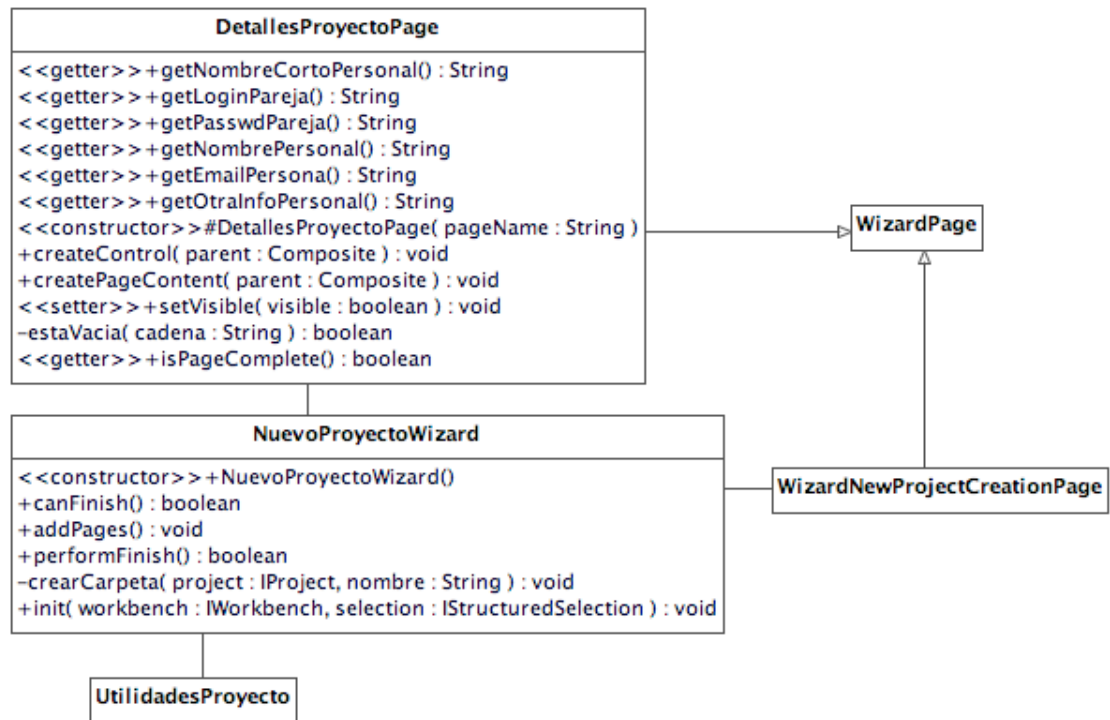 DetallesProyectoPage
<<getter>>+getNombreCortoPersonal() : String
<<getter>>+getLoginPareja() : String
<<getter>>+getPasswdPareja() : String
<<getter>>+getNombrePersonal() : String
<<getter>>+getEmailPersona() : String
<<getter>>+getOtraInfoPersonal() : String
<<constructor>>#DetallesProyectoPage( pageName : String )
+createControl( parent : Composite ) : void
+createPageContent( parent : Composite ) : void
<<setter>>+setVisible( visible : boolean ) : void
-estaVacia( cadena : String ) : boolean
<<getter>>+isPageComplete() : boolean
WizardPage
NuevoProyectoWizard
<<constructor>>+NuevoProyectoWizard()
+canFinish() : boolean
+addPages() : void
+performFinish() : boolean
-crearCarpeta( project : IProject, nombre : String ) : void
+init( workbench : IWorkbench, selection : IStructuredSelection ) : void
WizardNewProjectCreationPage
UtilidadesProyecto